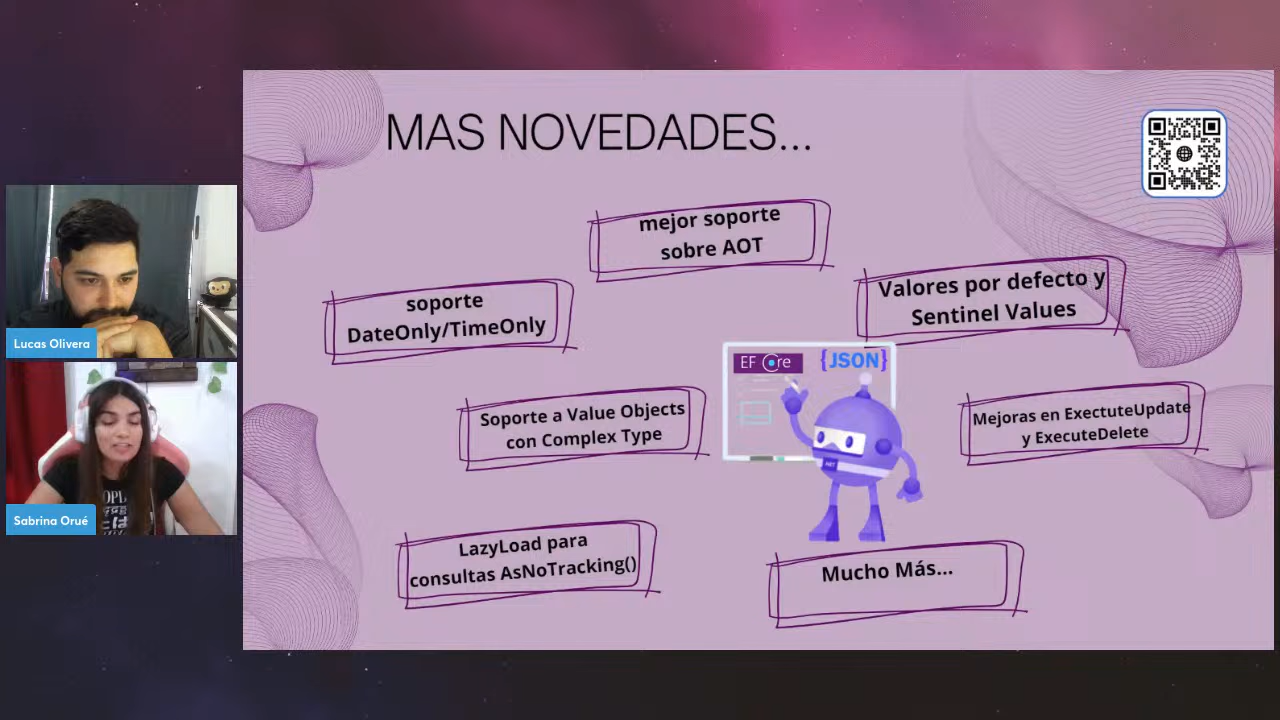 MAS NOVEDADES...
mejor soporte
sobre AOT
soporte
DateOnly/TimeOnly
Valores por defecto y
Sentinel Values
EF Core
{JSON}
Soporte a Value Objects
con Complex Type
Mejoras en ExectuteUpdate
y ExecuteDelete
.NET
LazyLoad para
consultas AsNoTracking()
Mucho Más...
Lucas Olivera
Sabrina Orué